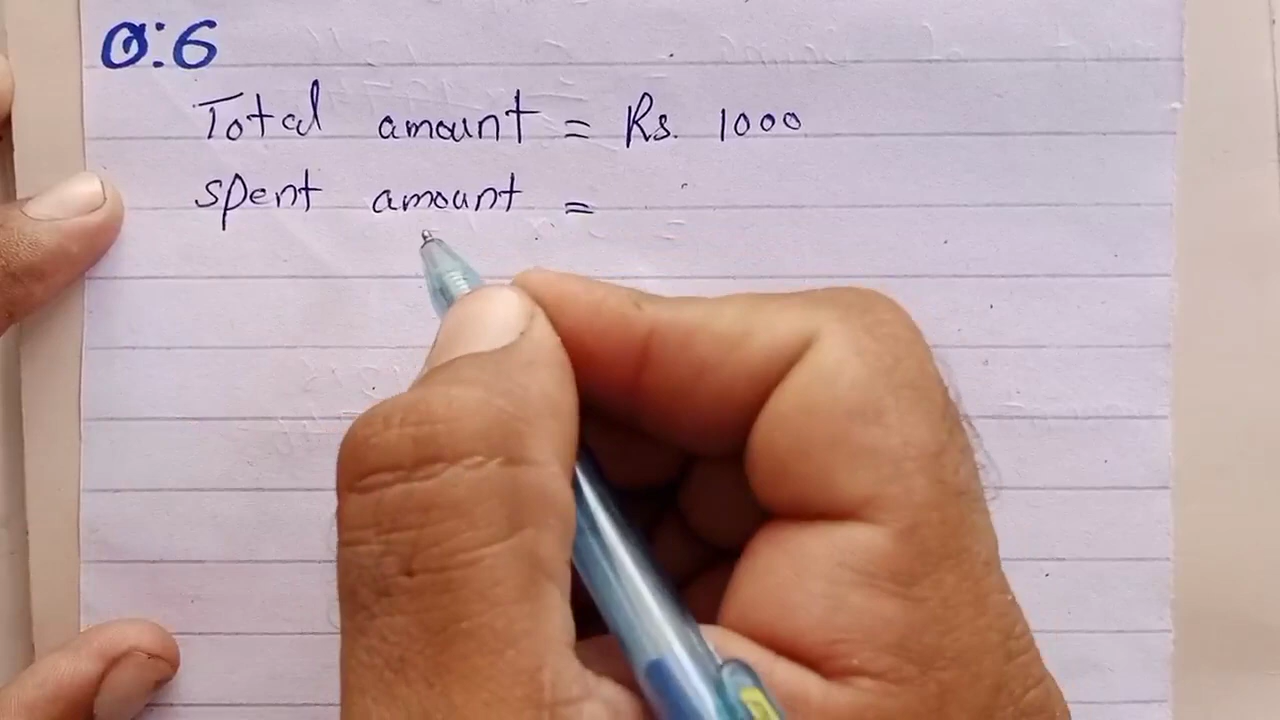 Q:6
Total amount = Rs. 1000
spent amount =